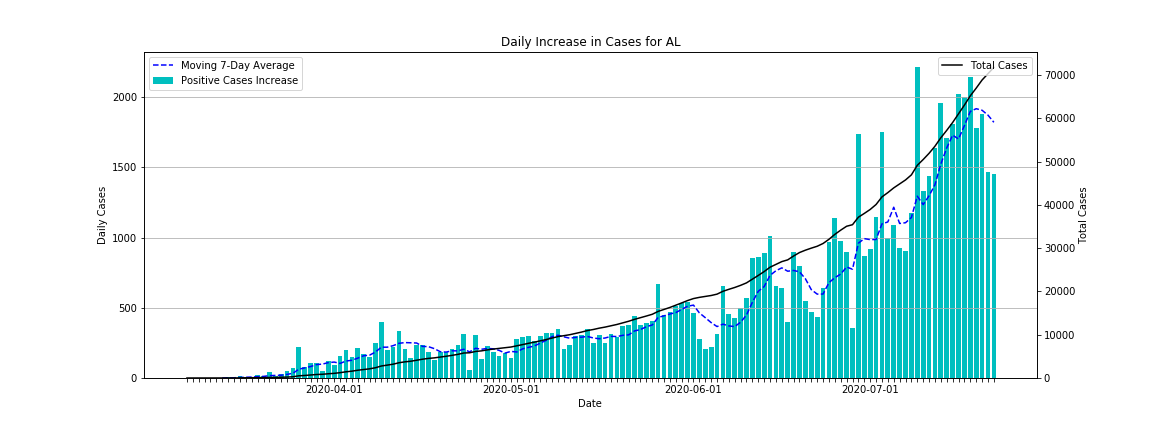 Daily Increase in Cases for AL
Moving 7-Day Average
Positive Cases Increase
Total Cases
2000
1500
1000
500
0
Daily Cases
70000
60000
50000
40000
30000
20000
10000
0
Total Cases
2020-04-01
2020-05-01
2020-06-01
2020-07-01
Date